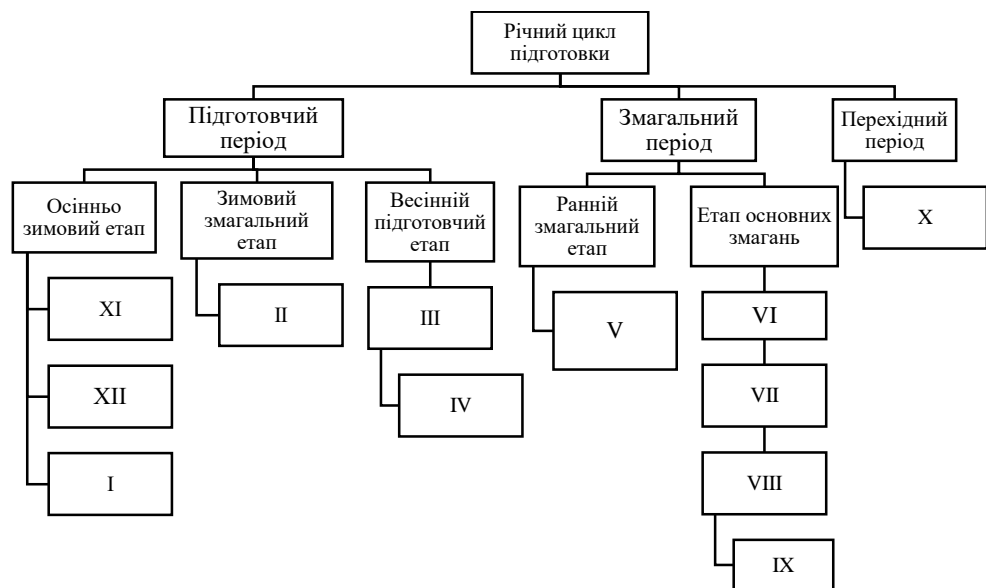 Річний цикл
підготовки
Підготовчий
період
Змагальний
період
Перехідний
період
Осінньо
зимовий етап
Зимовий
змагальний
етап
Весінній
підготовчий
етап
Ранній
змагальний
етап
Етап основних
змагань
X
XI
II
III
V
VI
XII
IV
VII
I
VIII
IX